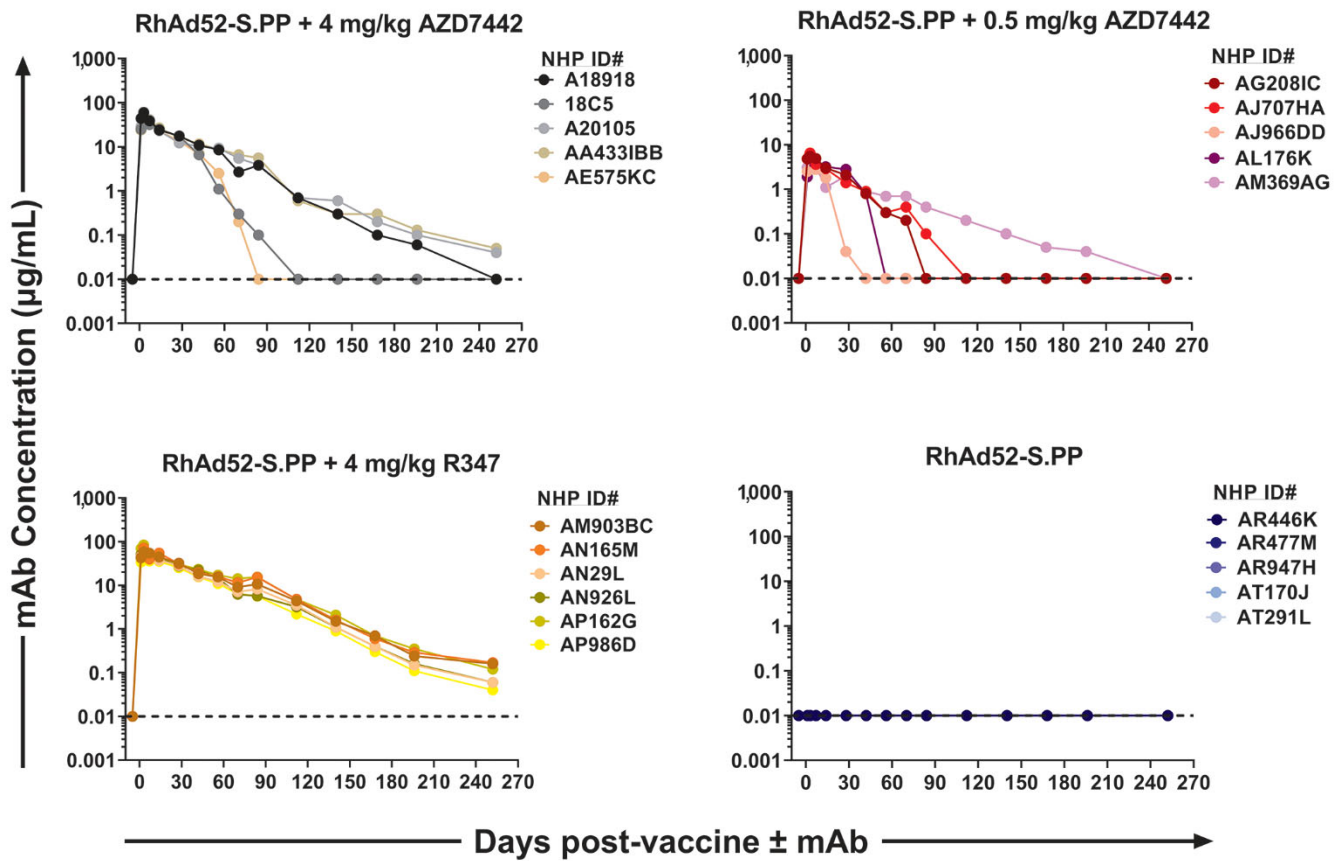 RhAd52-S.PP + 4 mg/kg AZD7442
1,000
100
10
1
0.1
0.01
0.001
0 30 60 90 120 150 180 210 240 270
NHP ID#
A18918
18C5
A20105
AA433IBB
AE575KC
RhAd52-S.PP + 0.5 mg/kg AZD7442
1,000
100
10
1
0.1
0.01
0.001
0 30 60 90 120 150 180 210 240 270
NHP ID#
AG208IC
AJ707HA
AJ966DD
AL176K
AM369AG
mAb Concentration (µg/mL)
RhAd52-S.PP + 4 mg/kg R347
1,000
100
10
1
0.1
0.01
0.001
0 30 60 90 120 150 180 210 240 270
NHP ID#
AM903BC
AN165M
AN29L
AN926L
AP162G
AP986D
RhAd52-S.PP
1,000
100
10
1
0.1
0.01
0.001
0 30 60 90 120 150 180 210 240 270
NHP ID#
AR446K
AR477M
AR947H
AT170J
AT291L
Days post-vaccine ± mAb